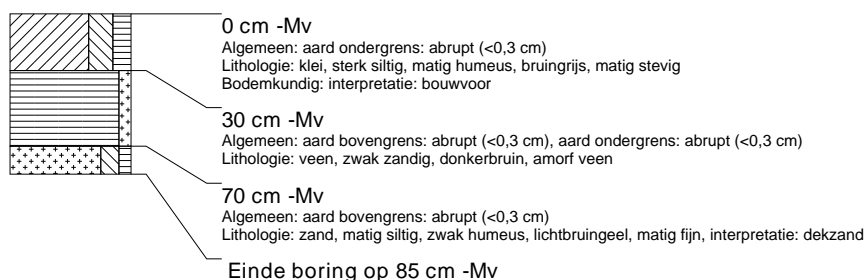 0 cm -Mv
Algemeen: aard ondergrens: abrupt (<0,3 cm)
Lithologie: klei, sterk siltig, matig humeus, bruingrijs, matig stevig
Bodemkundig: interpretatie: bouwvoor
30 cm -Mv
Algemeen: aard bovengrens: abrupt (<0,3 cm), aard ondergrens: abrupt (<0,3 cm)
Lithologie: veen, zwak zandig, donkerbruin, amorf veen
70 cm -Mv
Algemeen: aard bovengrens: abrupt (<0,3 cm)
Lithologie: zand, matig siltig, zwak humeus, lichtbruingeel, matig fijn, interpretatie: dekzand
Einde boring op 85 cm -Mv